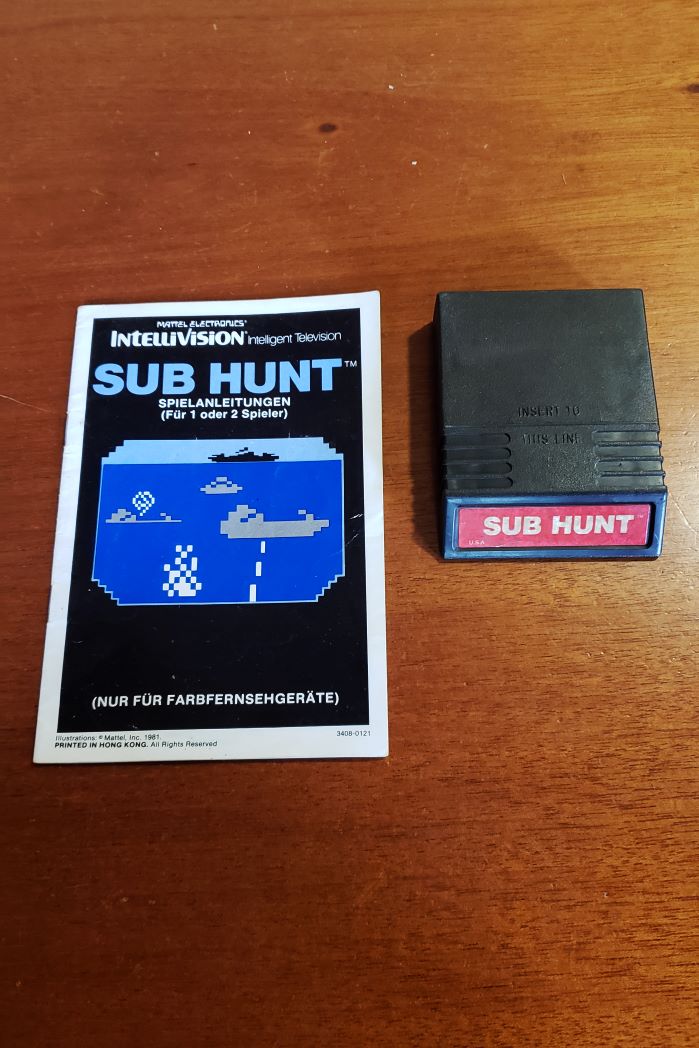 MATTEL ELECTRONICS®
INTELLIVISION® Intelligent Television
SUB HUNT™
SPIELANLEITUNGEN
(Für 1 oder 2 Spieler)
(NUR FÜR FARBFERNSEHGERÄTE)
Illustrations: © Mattel, Inc. 1981.
PRINTED IN HONG KONG. All Rights Reserved
3408-0121
INSERT TO
THIS LINE
SUB HUNT™
U.S.A.